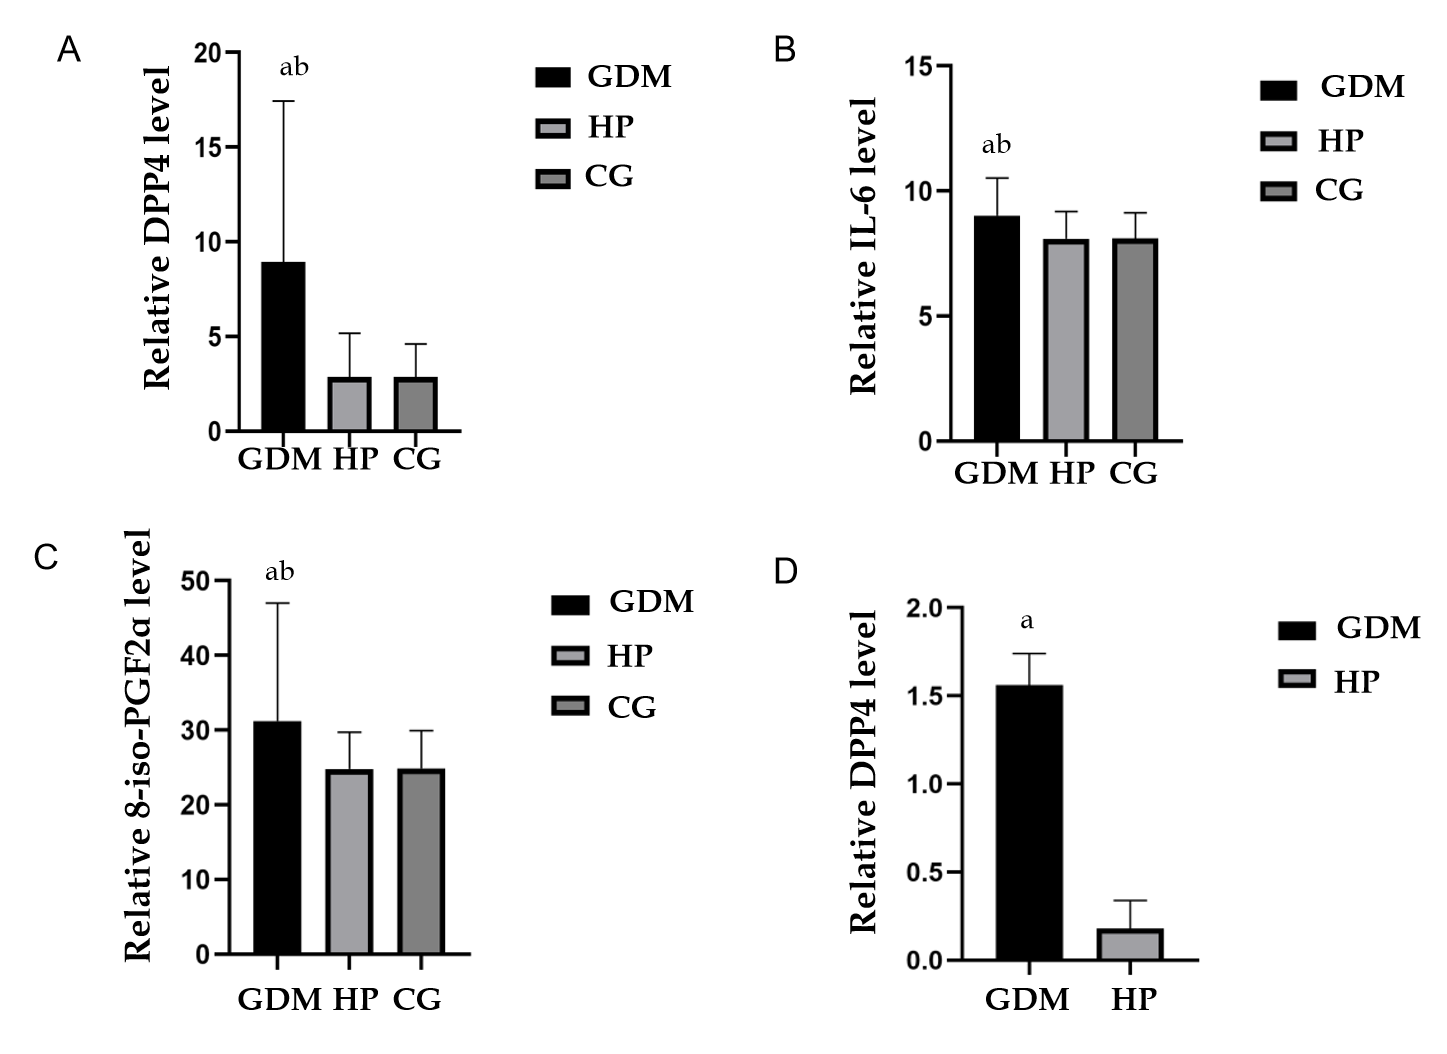 A
Relative DPP4 level
20
15
10
5
0
ab
GDM HP CG
GDM
HP
CG
B
Relative IL-6 level
15
10
5
0
ab
GDM HP CG
GDM
HP
CG
C
Relative 8-iso-PGF2α level
50
40
30
20
10
0
ab
GDM HP CG
GDM
HP
CG
D
Relative DPP4 level
2.0
1.5
1.0
0.5
0.0
a
GDM HP
GDM
HP